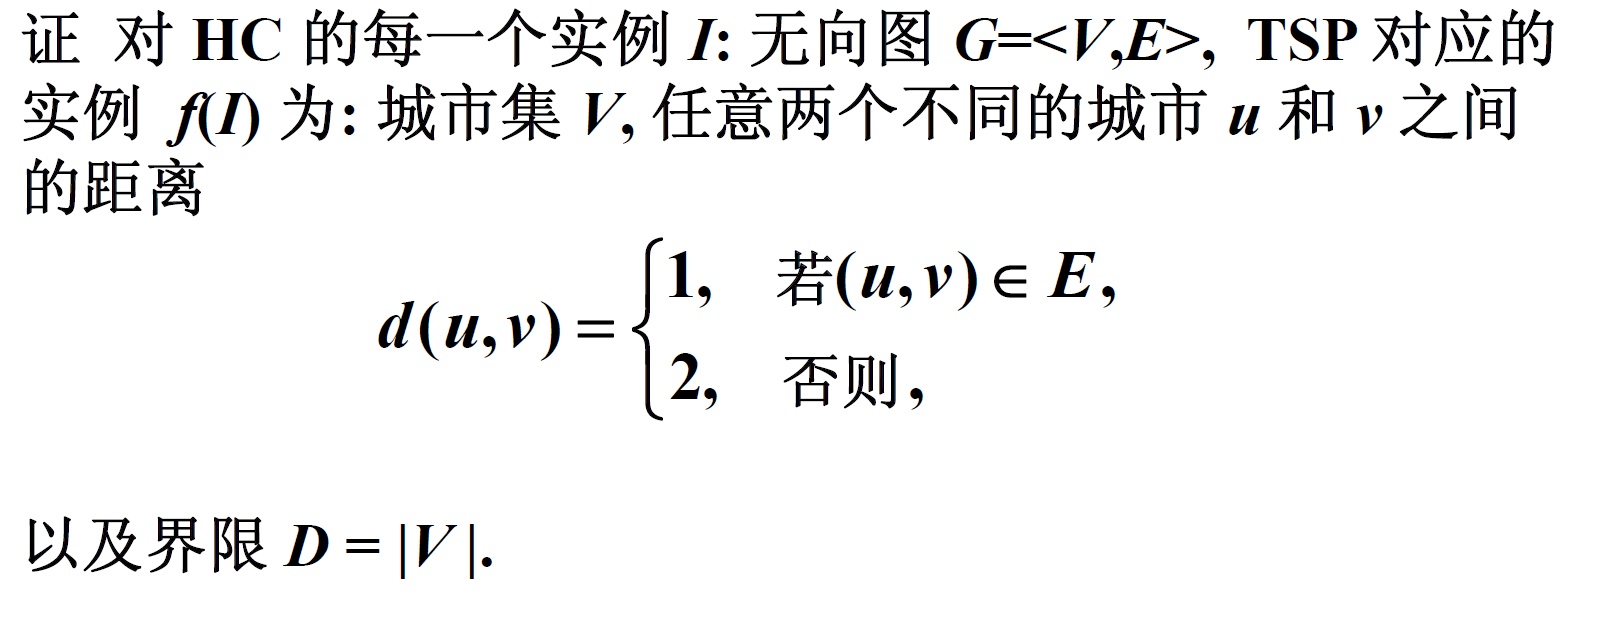 证 对 HC 的每一个实例 I: 无向图 G=<V,E>, TSP 对应的
实例 f(I) 为: 城市集 V, 任意两个不同的城市 u 和 v 之间
的距离
d(u,v) = { 1, 若(u,v) ∈ E,
2, 否则,
以及界限 D = |V|.